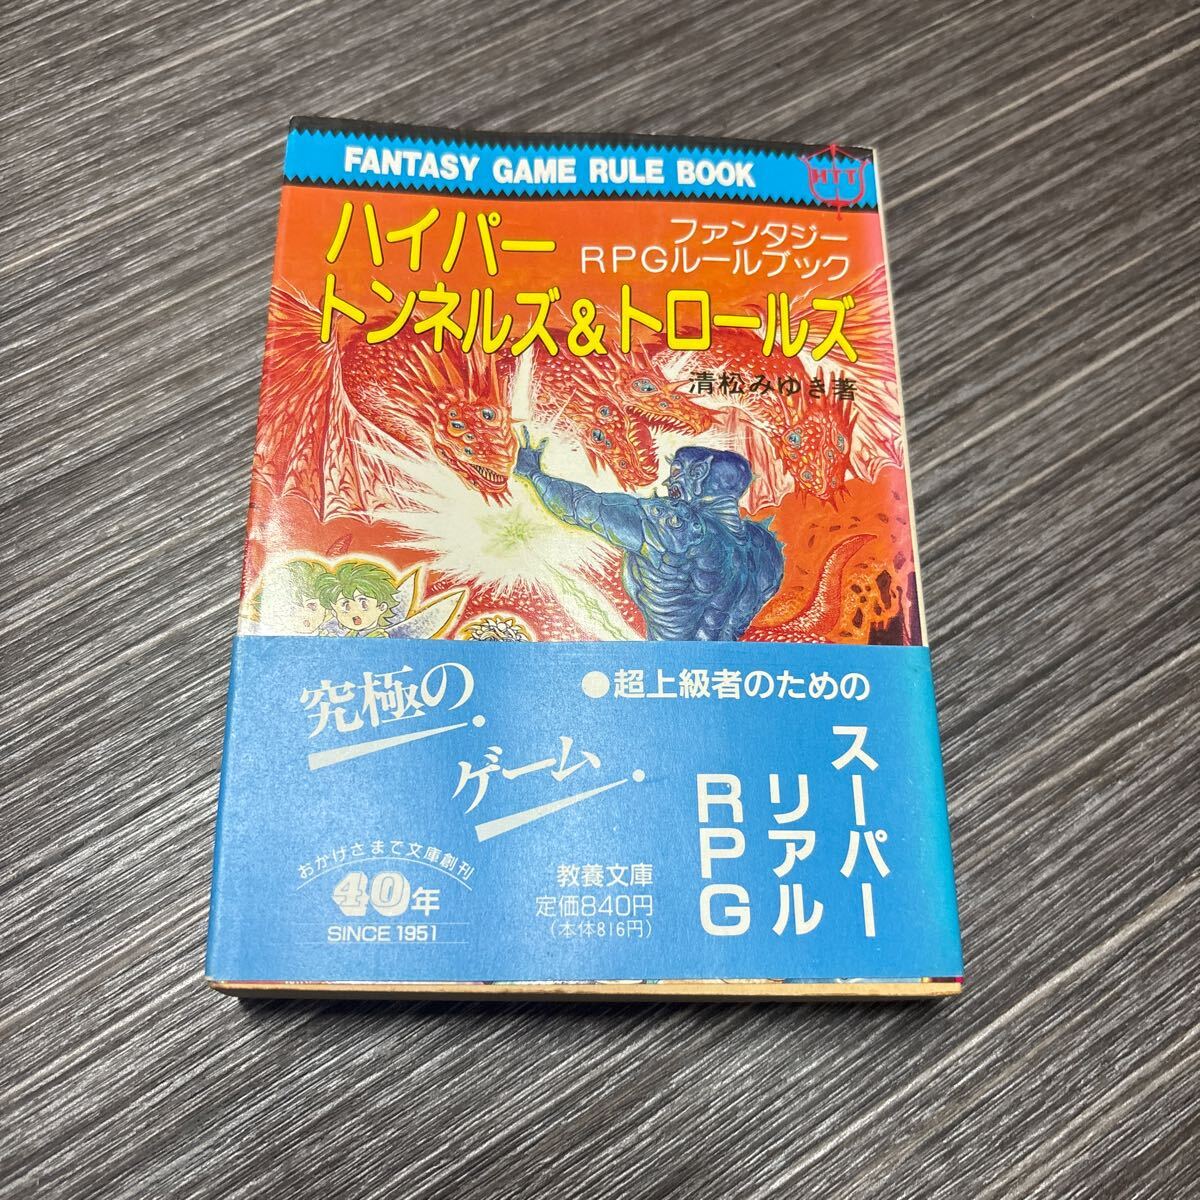 FANTASY GAME RULE BOOK
HTT
ファンタジー
RPGルールブック
ハイパー
トンネルズ&トロールズ
清松みゆき著
●超上級者のための
スーパー
リアル
RPG
究極の
ゲーム
おかげさまで文庫創刊
40年
SINCE 1951
教養文庫
定価840円
(本体816円)